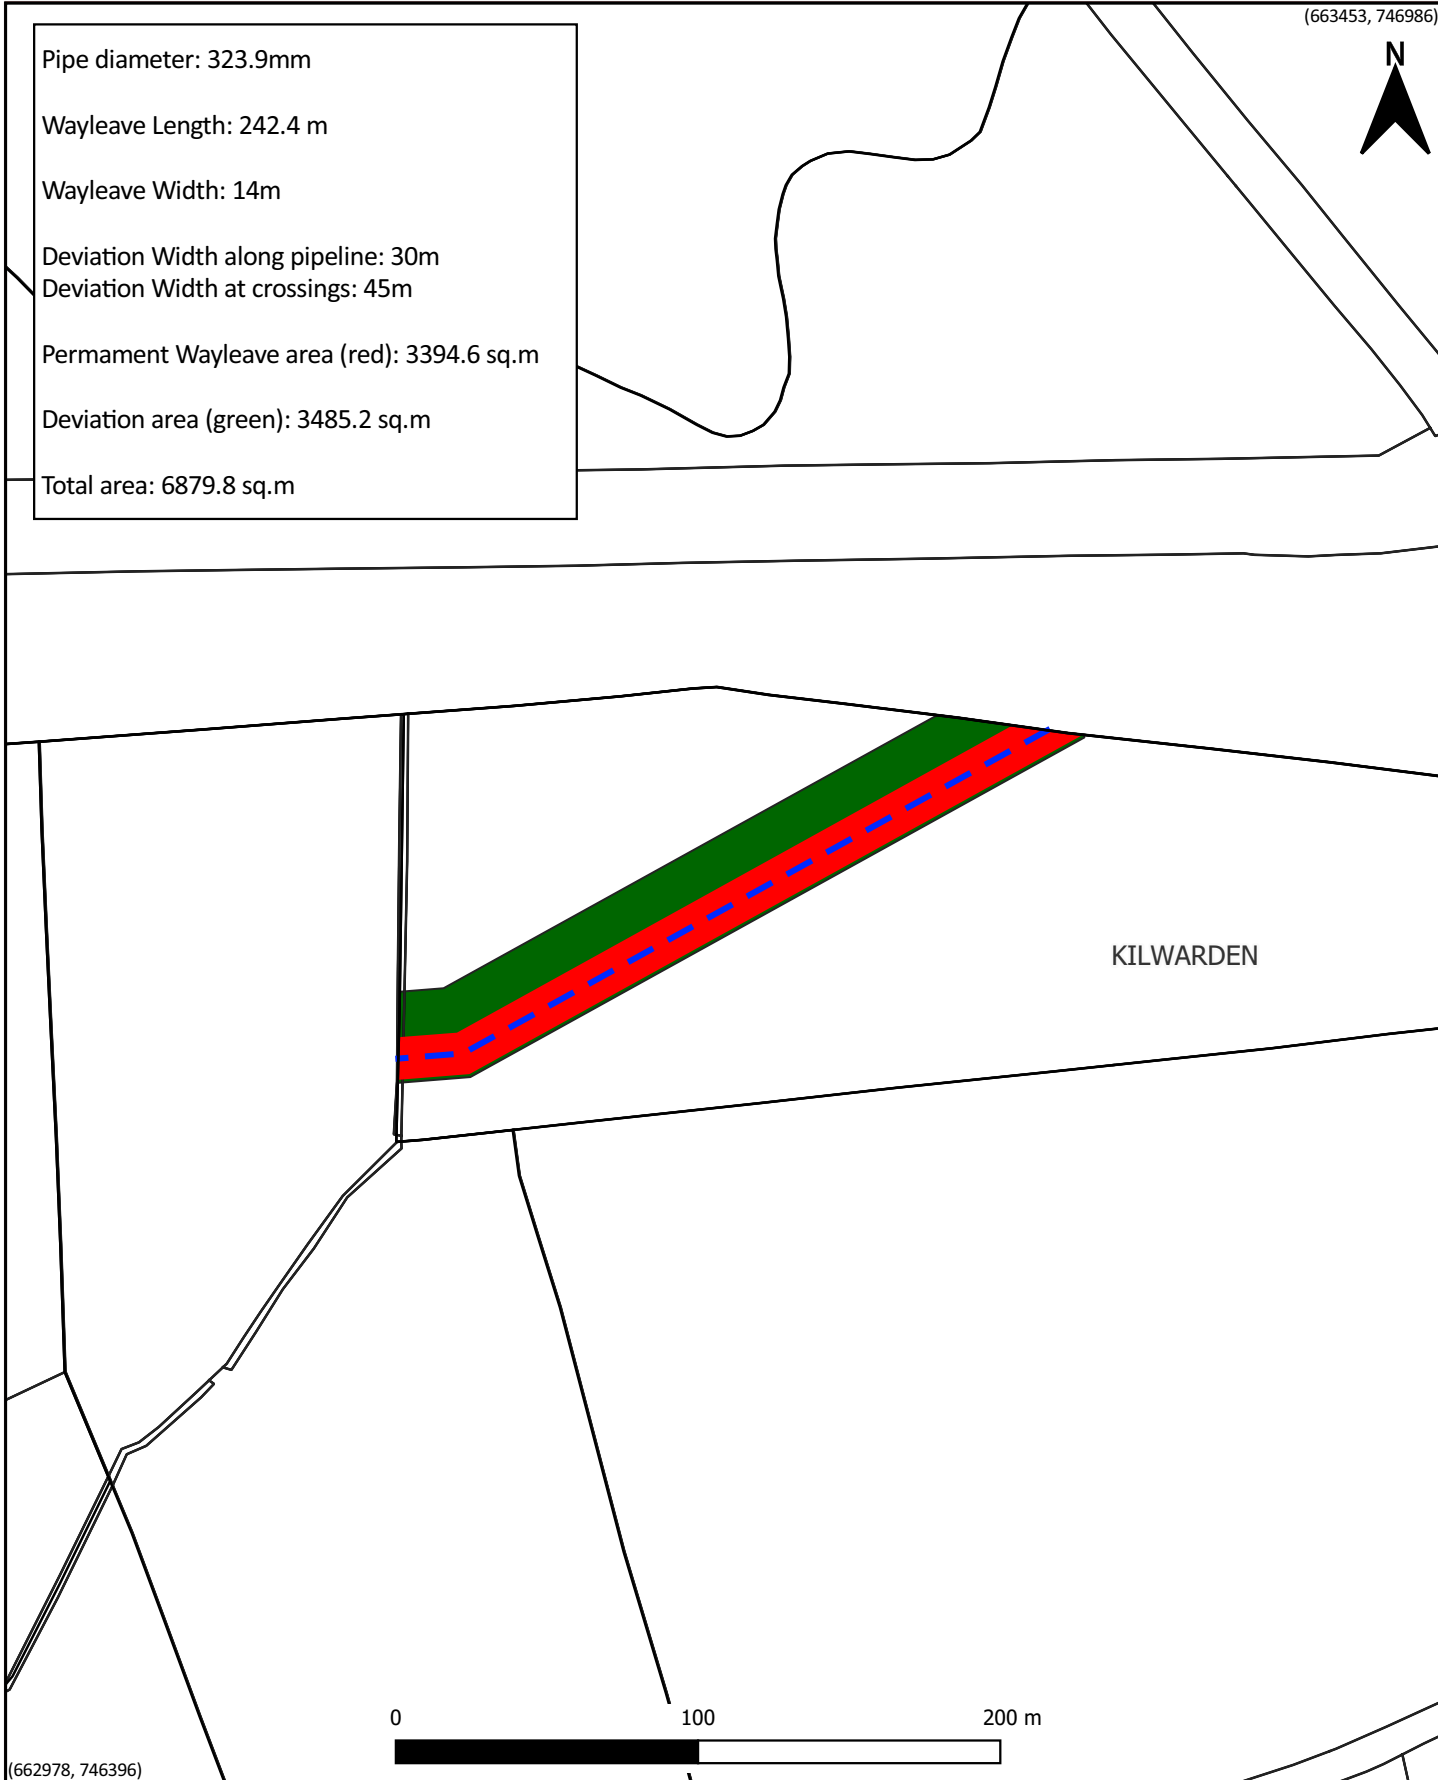 (663453, 746986)
N
Pipe diameter: 323.9mm
Wayleave Length: 242.4 m
Wayleave Width: 14m
Deviation Width along pipeline: 30m
Deviation Width at crossings: 45m
Permament Wayleave area (red): 3394.6 sq.m
Deviation area (green): 3485.2 sq.m
Total area: 6879.8 sq.m
KILWARDEN
0 100 200 m
(662978, 746396)